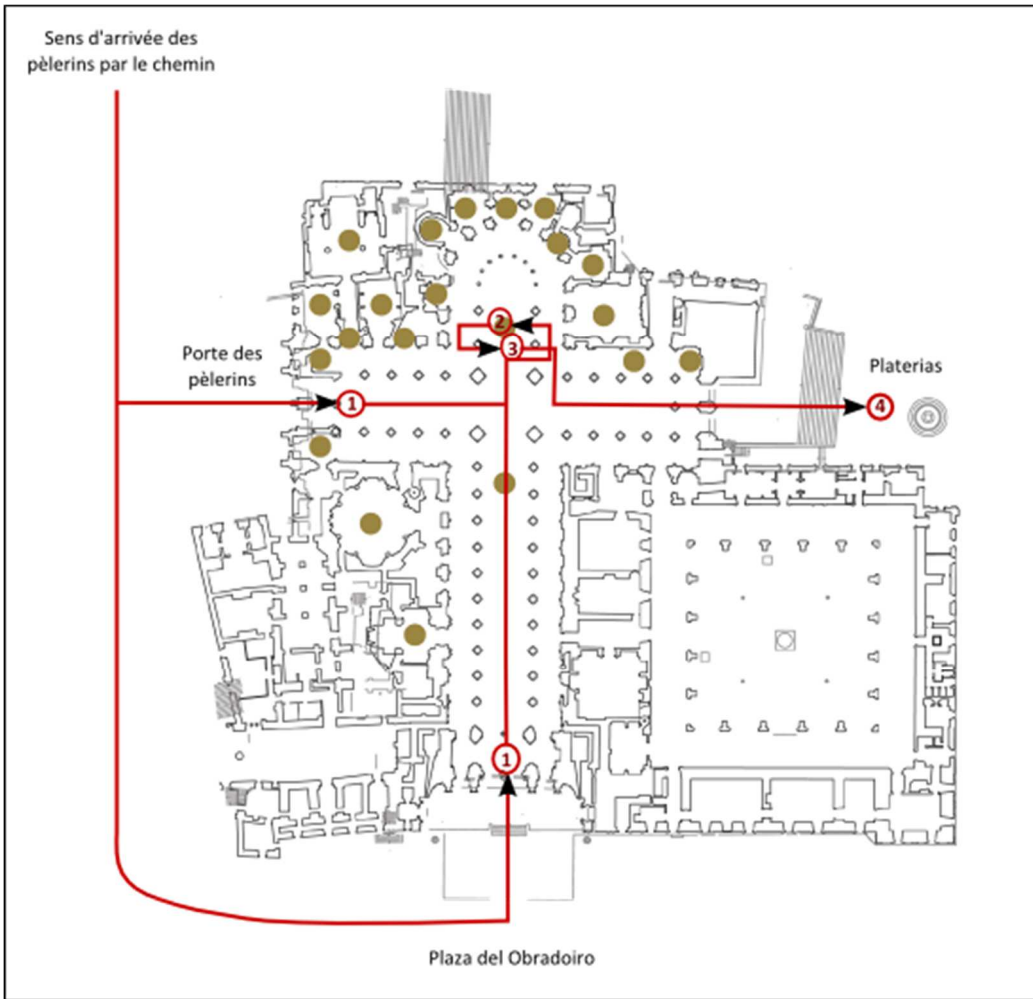 Sens d'arrivée des
pèlerins par le chemin
2
3
Porte des
pèlerins
Platerias
1
4
1
Plaza del Obradoiro